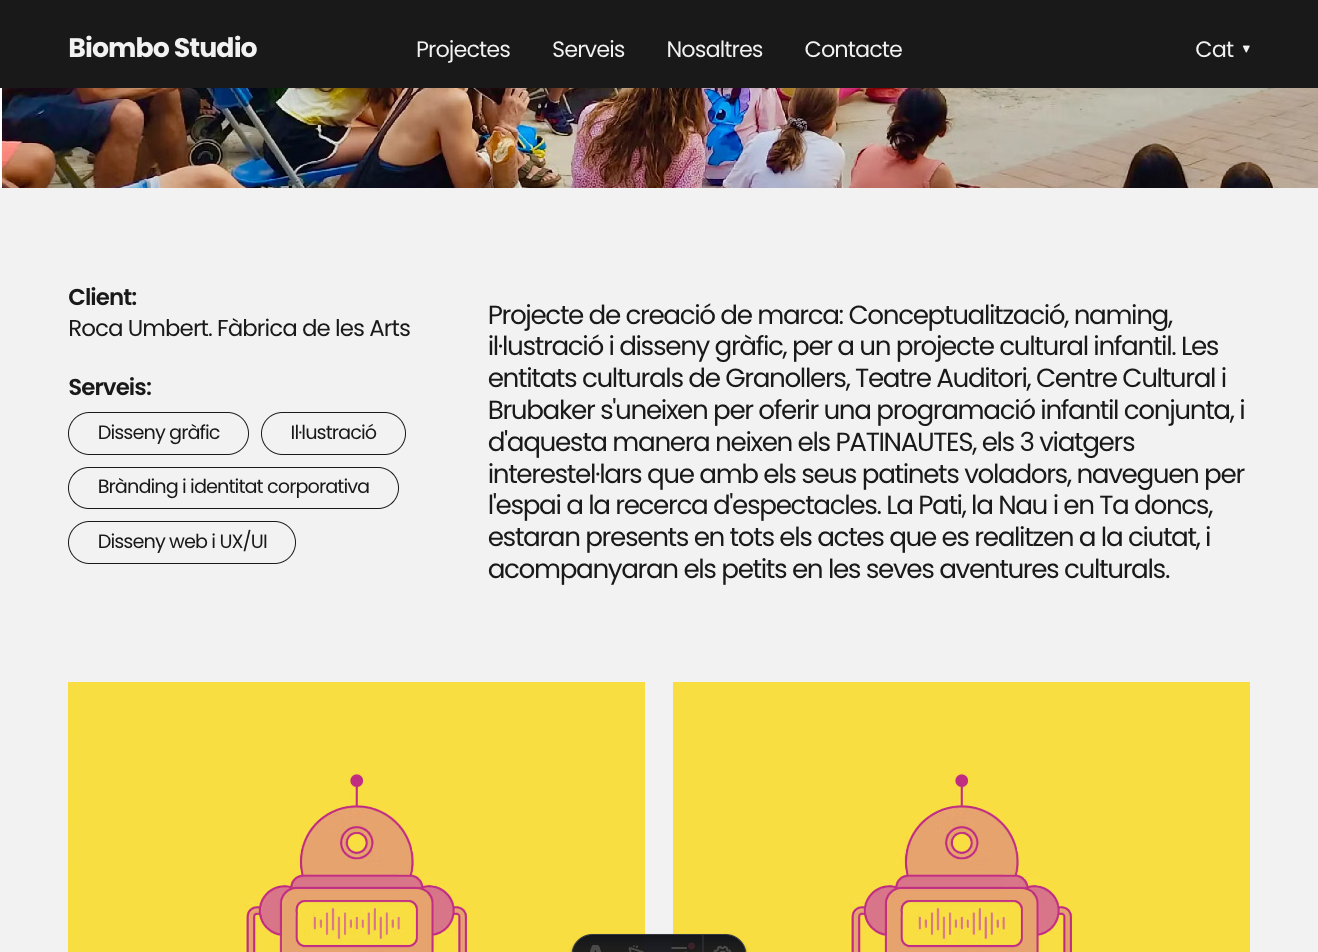 Biombo Studio
Projectes
Serveis
Nosaltres
Contacte
Cat
Client:
Roca Umbert. Fàbrica de les Arts
Serveis:
Disseny gràfic
Il·lustració
Brànding i identitat corporativa
Disseny web i UX/UI
Projecte de creació de marca: Conceptualització, naming,
il·lustració i disseny gràfic, per a un projecte cultural infantil. Les
entitats culturals de Granollers, Teatre Auditori, Centre Cultural i
Brubaker s'uneixen per oferir una programació infantil conjunta, i
d'aquesta manera neixen els PATINAUTES, els 3 viatgers
interestel·lars que amb els seus patinets voladors, naveguen per
l'espai a la recerca d'espectacles. La Pati, la Nau i en Ta doncs,
estaran presents en tots els actes que es realitzen a la ciutat, i
acompanyaran els petits en les seves aventures culturals.